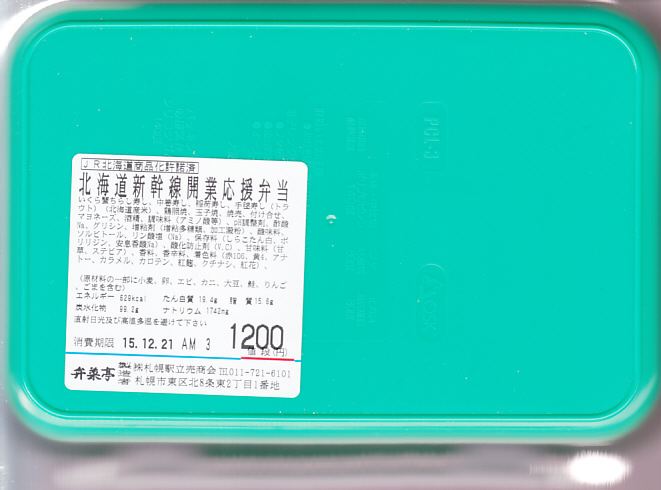 JR北海道商品化許諾済
北海道新幹線開業応援弁当
いくら蟹ちらし寿し、中巻寿し、稲荷寿し、手毬寿し（トラ
ウト）（北海道産米）、鶏照焼、玉子焼、焼売、付け合せ、
マヨネーズ、酒精、調味料（アミノ酸等）、pH調整剤、酢酸
Na、グリシン、増粘剤（増粘多糖類、加工澱粉）、酸味料、
ソルビトール、リン酸塩（Na）、保存料（しらこたん白、ポ
リリジン、安息香酸Na）、酸化防止剤（V.C）、甘味料（甘
草、ステビア）、香料、香辛料、着色料（赤106、黄4、アナ
トー、カラメル、カロテン、紅麹、クチナシ、紅花）、
（原材料の一部に小麦、卵、エビ、カニ、大豆、鮭、りんご
、ごまを含む）
エネルギー 629kcal たん白質 19.4g 脂質 15.6g
炭水化物 99.2g ナトリウム 1742mg
直射日光及び高温多湿を避けて下さい
消費期限 15.12.21 AM 3
1200
値段(円)
弁菜亭 製造者 ㈱札幌駅立売商会 ℡011-721-6101
札幌市東区北8条東2丁目1番地